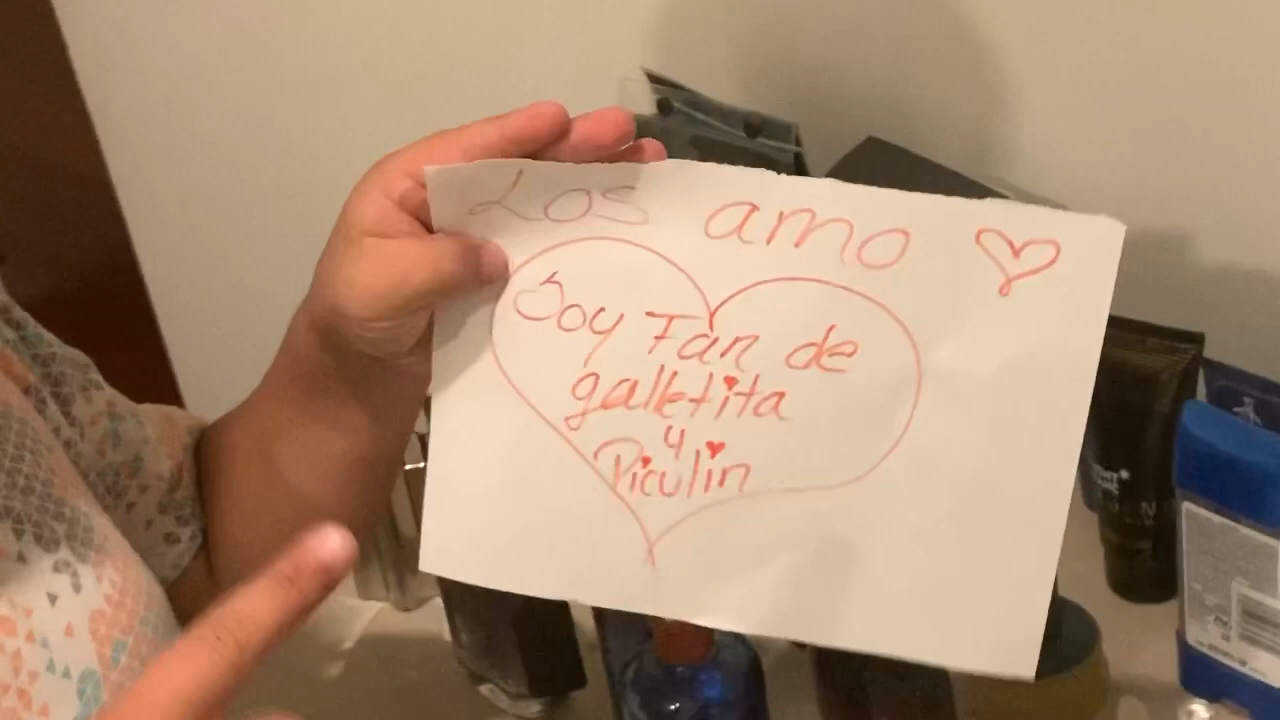 Los amo
Soy Fan de
galletita
y
Piculin